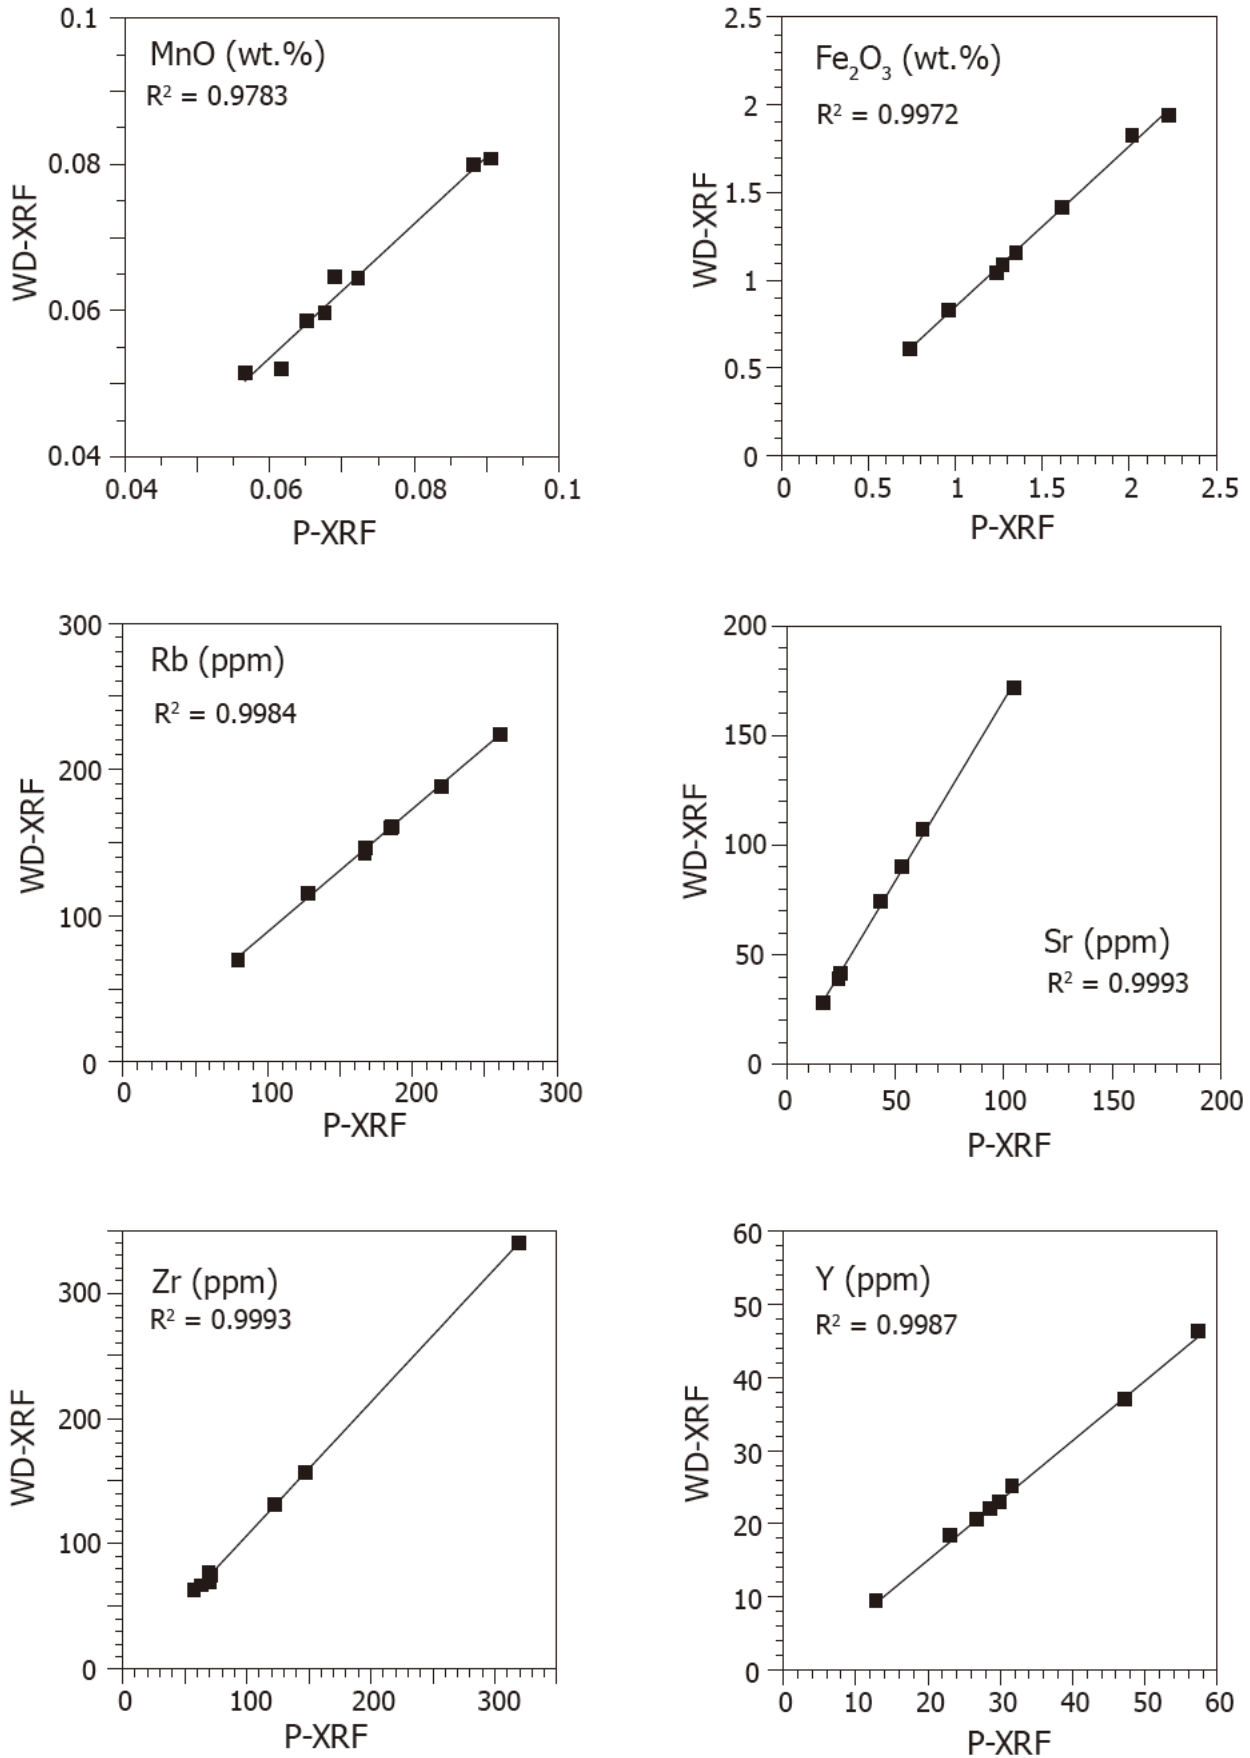 MnO (wt.%)
R² = 0.9783
0.1
0.08
0.06
0.04
WD-XRF
0.04 0.06 0.08 0.1
P-XRF
Fe₂O₃ (wt.%)
R² = 0.9972
2.5
2
1.5
1
0.5
0
WD-XRF
0 0.5 1 1.5 2 2.5
P-XRF
Rb (ppm)
R² = 0.9984
300
200
100
0
WD-XRF
0 100 200 300
P-XRF
200
150
100
50
0
WD-XRF
Sr (ppm)
R² = 0.9993
0 50 100 150 200
P-XRF
Zr (ppm)
R² = 0.9993
300
200
100
0
WD-XRF
0 100 200 300
P-XRF
Y (ppm)
R² = 0.9987
60
50
40
30
20
10
0
WD-XRF
0 10 20 30 40 50 60
P-XRF